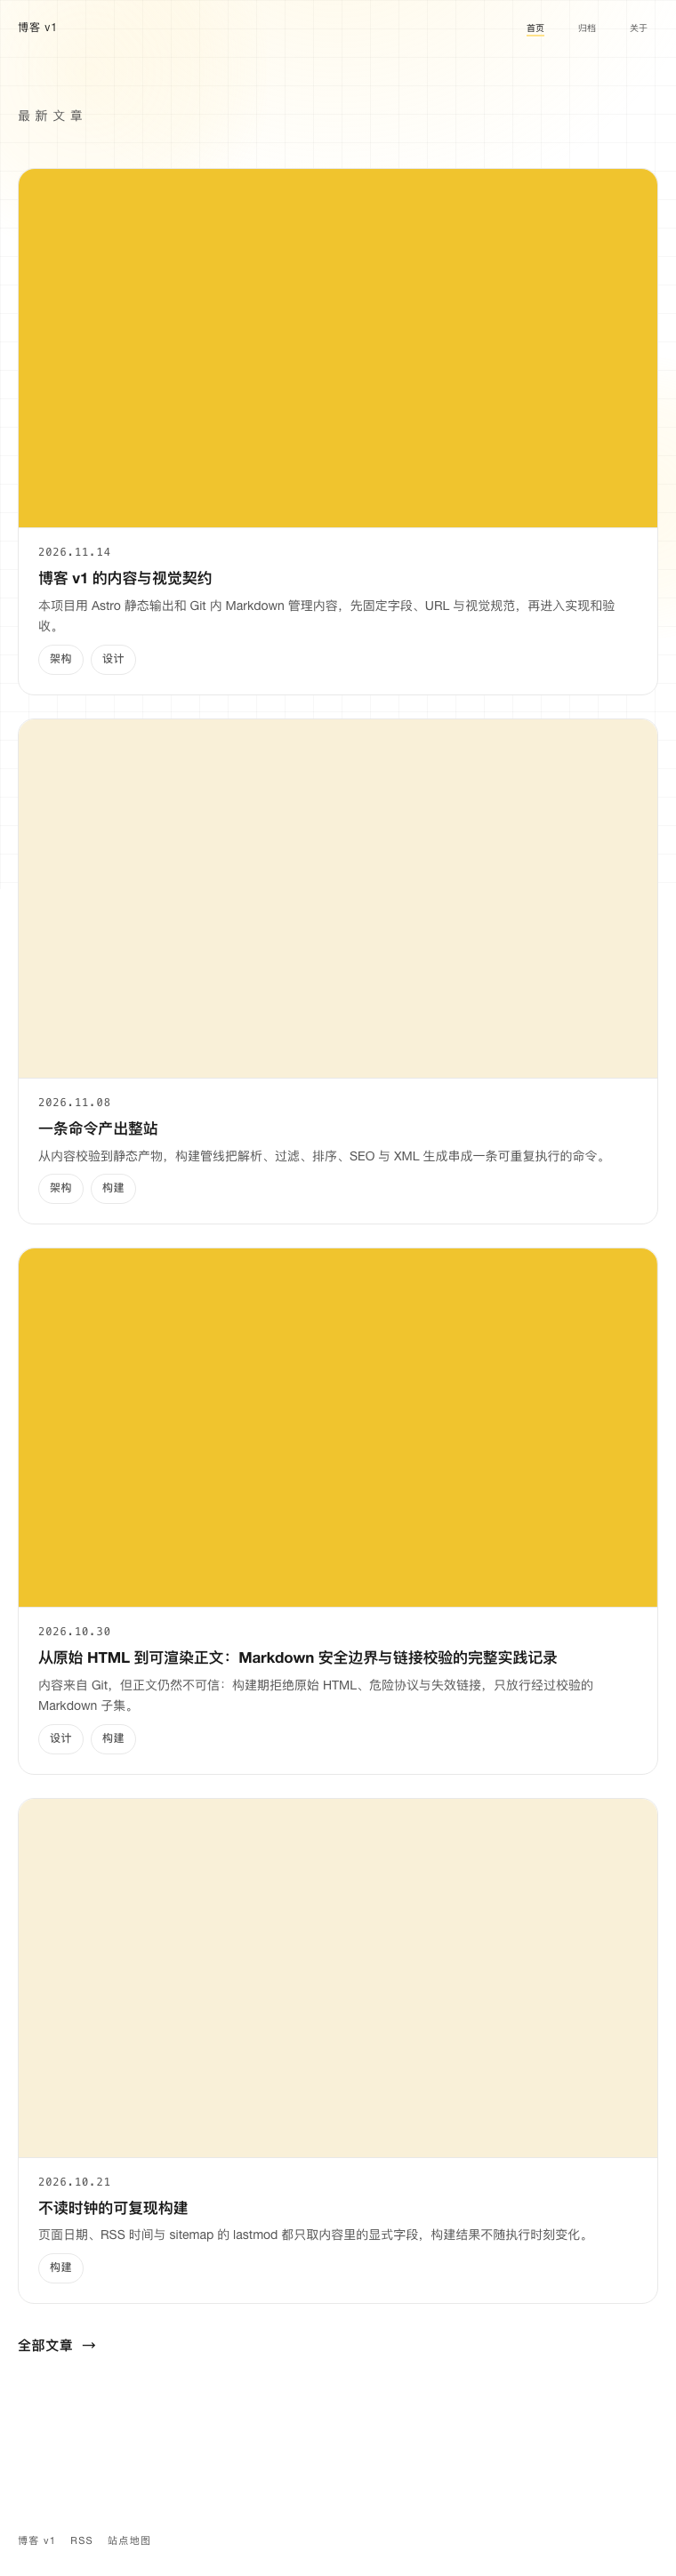 博客 v1
首页 归档 关于
最新文章
2026.11.14
博客 v1 的内容与视觉契约
本项目用 Astro 静态输出和 Git 内 Markdown 管理内容，先固定字段、URL 与视觉规范，再进入实现和验
收。
架构 设计
2026.11.08
一条命令产出整站
从内容校验到静态产物，构建管线把解析、过滤、排序、SEO 与 XML 生成串成一条可重复执行的命令。
架构 构建
2026.10.30
从原始 HTML 到可渲染正文：Markdown 安全边界与链接校验的完整实践记录
内容来自 Git，但正文仍然不可信：构建期拒绝原始 HTML、危险协议与失效链接，只放行经过校验的
Markdown 子集。
设计 构建
2026.10.21
不读时钟的可复现构建
页面日期、RSS 时间与 sitemap 的 lastmod 都只取内容里的显式字段，构建结果不随执行时刻变化。
构建
全部文章 →
博客 v1 RSS 站点地图